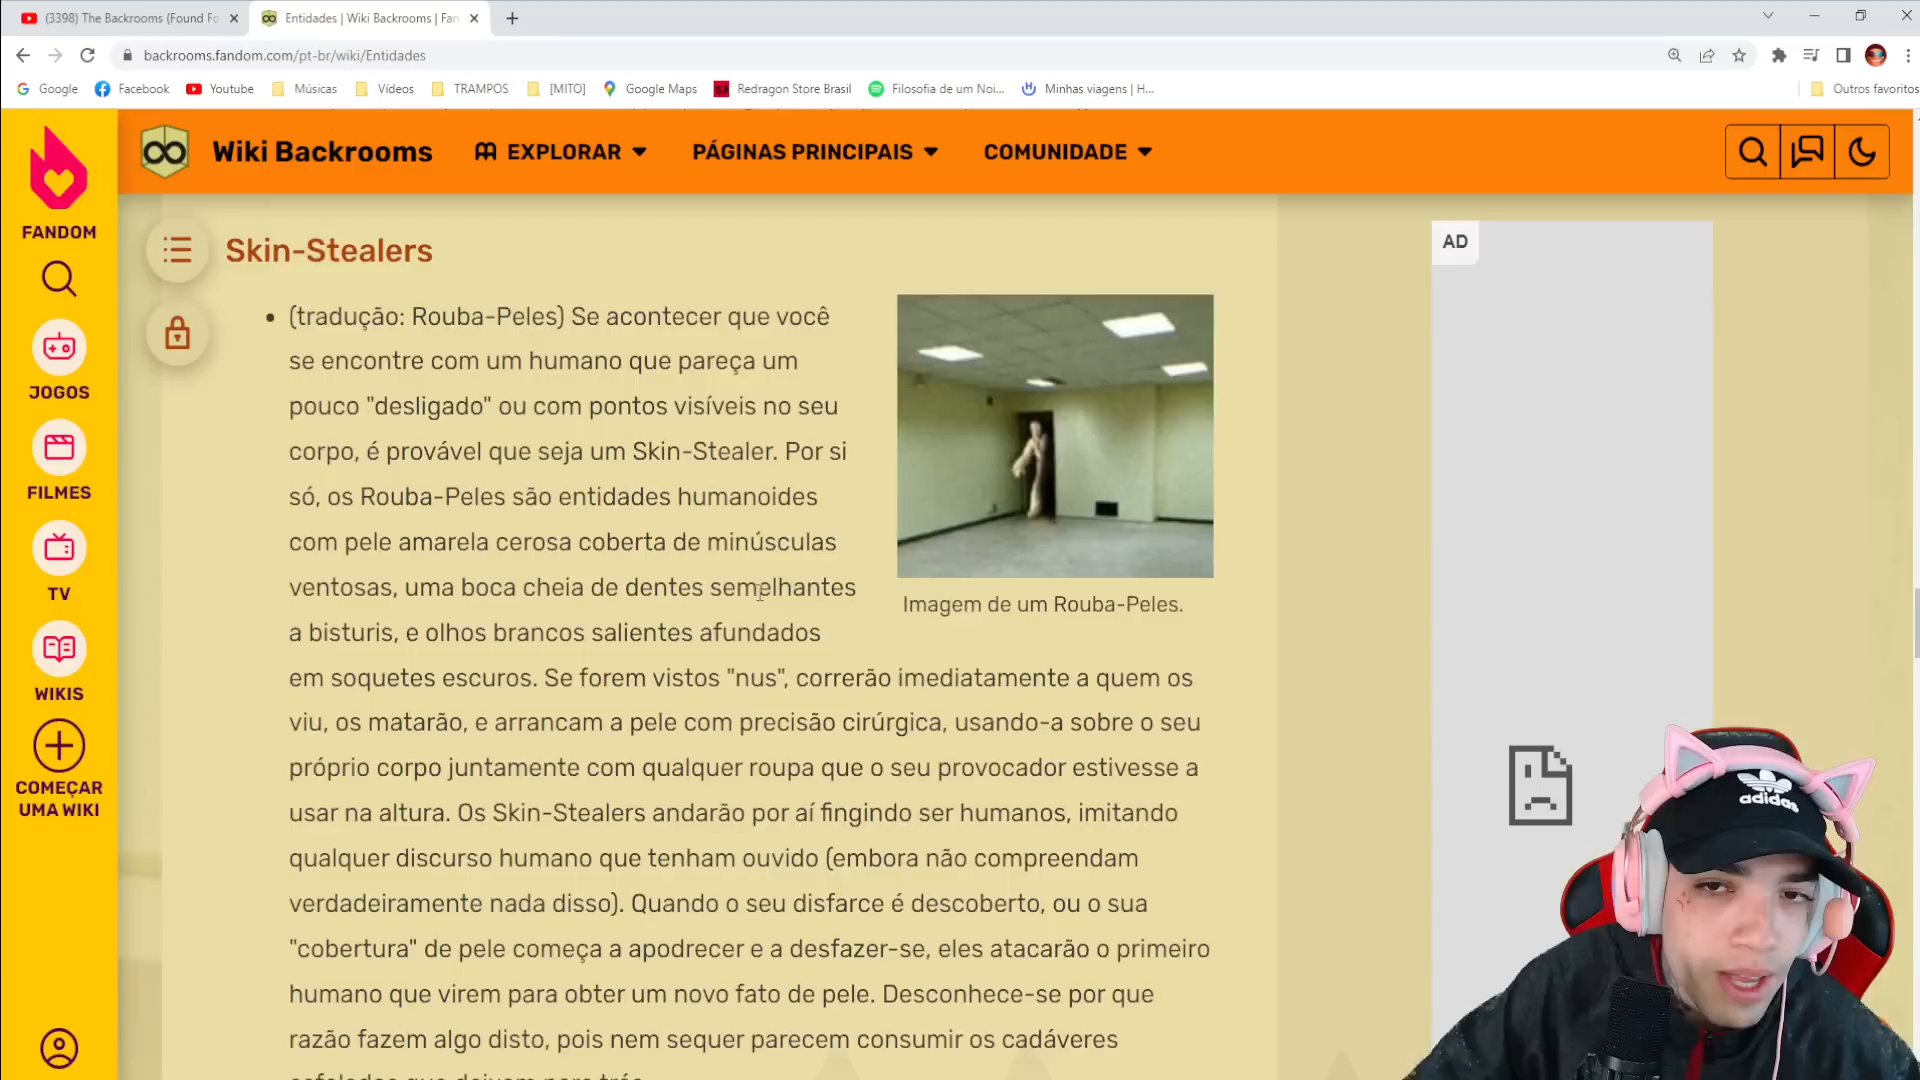 (3398) The Backrooms (Found Fo
Entidades | Wiki Backrooms | Fan
backrooms.fandom.com/pt-br/wiki/Entidades
Google
Facebook
Youtube
Músicas
Vídeos
TRAMPOS
[MITO]
Google Maps
Redragon Store Brasil
Filosofia de um Noi...
Minhas viagens | H...
Outros favoritos
Wiki Backrooms
EXPLORAR
PÁGINAS PRINCIPAIS
COMUNIDADE
FANDOM
JOGOS
FILMES
TV
WIKIS
COMEÇAR
UMA WIKI
Skin-Stealers
(tradução: Rouba-Peles) Se acontecer que você
se encontre com um humano que pareça um
pouco "desligado" ou com pontos visíveis no seu
corpo, é provável que seja um Skin-Stealer. Por si
só, os Rouba-Peles são entidades humanoides
com pele amarela cerosa coberta de minúsculas
ventosas, uma boca cheia de dentes semelhantes
a bisturis, e olhos brancos salientes afundados
em soquetes escuros. Se forem vistos "nus", correrão imediatamente a quem os
viu, os matarão, e arrancam a pele com precisão cirúrgica, usando-a sobre o seu
próprio corpo juntamente com qualquer roupa que o seu provocador estivesse a
usar na altura. Os Skin-Stealers andarão por aí fingindo ser humanos, imitando
qualquer discurso humano que tenham ouvido (embora não compreendam
verdadeiramente nada disso). Quando o seu disfarce é descoberto, ou o sua
"cobertura" de pele começa a apodrecer e a desfazer-se, eles atacarão o primeiro
humano que virem para obter um novo fato de pele. Desconhece-se por que
razão fazem algo disto, pois nem sequer parecem consumir os cadáveres
Imagem de um Rouba-Peles.
AD
adidas